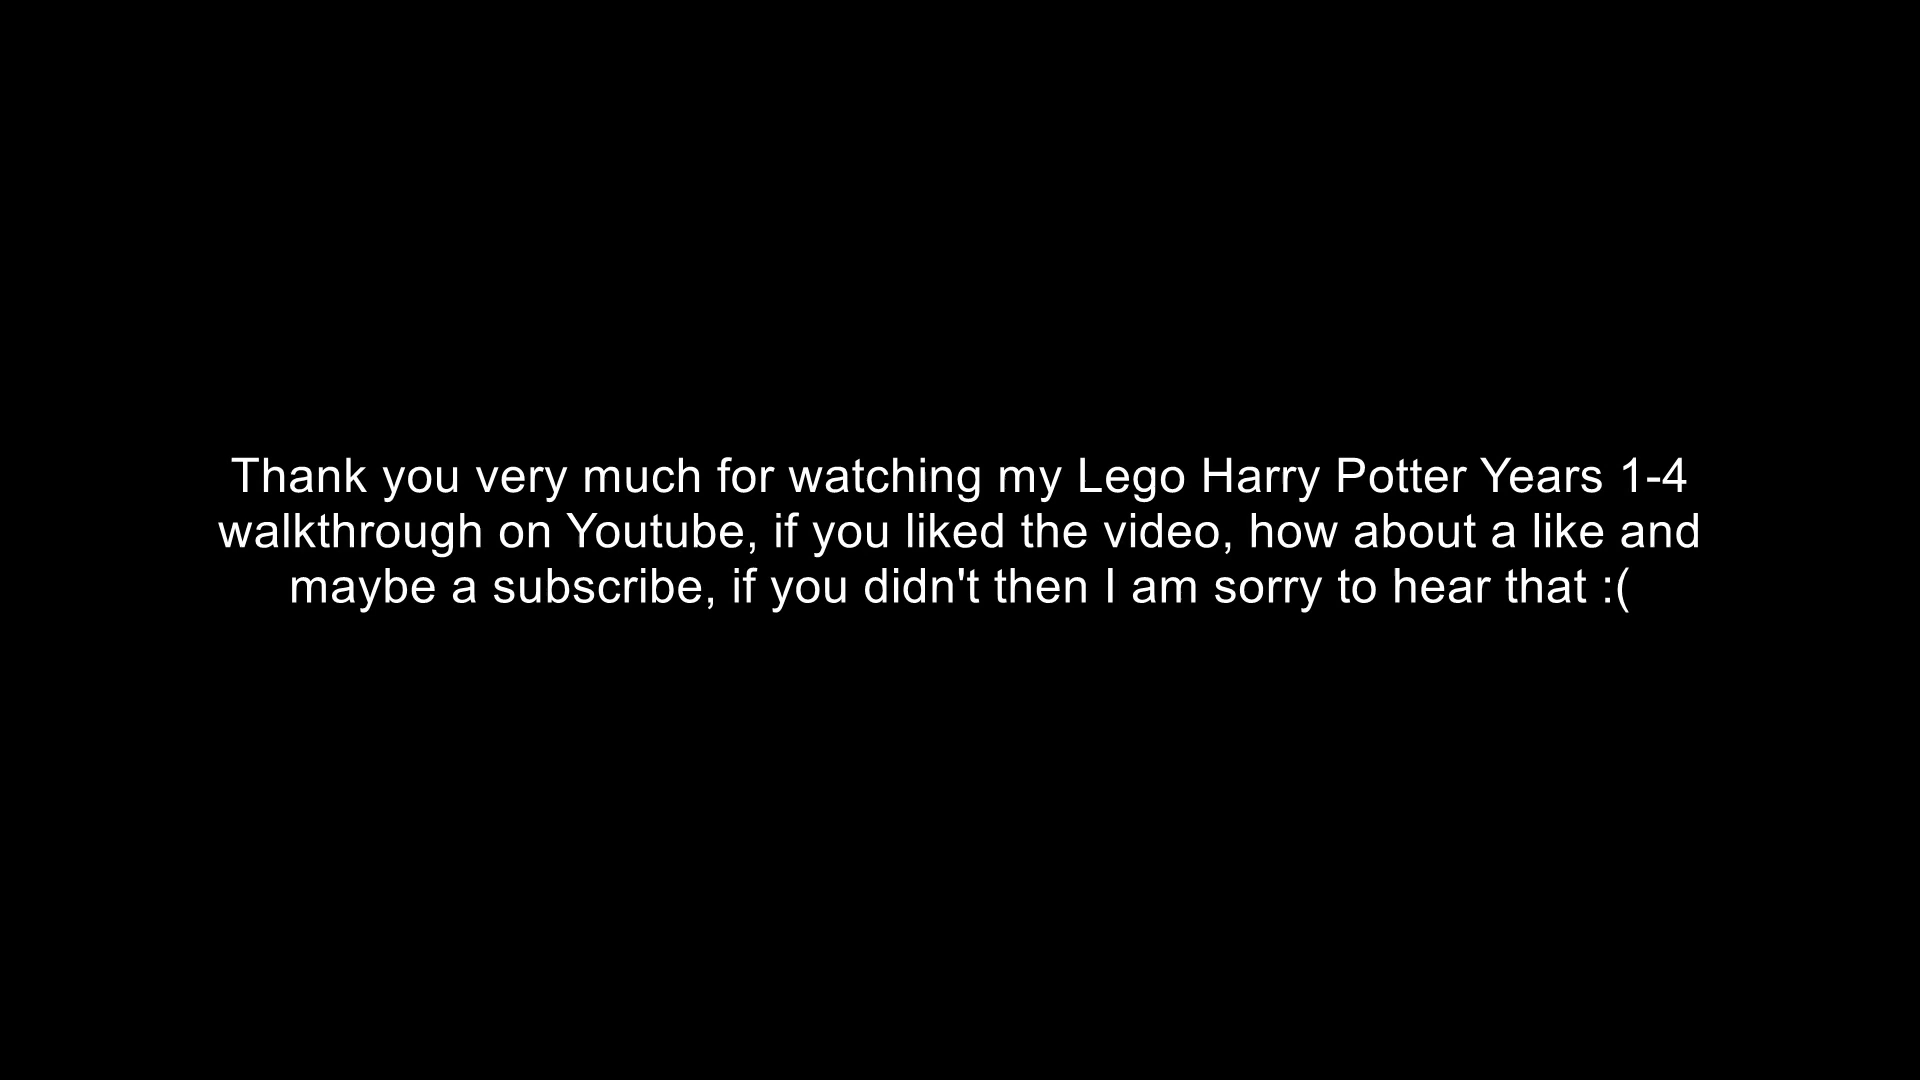 Thank you very much for watching my Lego Harry Potter Years 1-4
walkthrough on Youtube, if you liked the video, how about a like and
maybe a subscribe, if you didn't then I am sorry to hear that :(